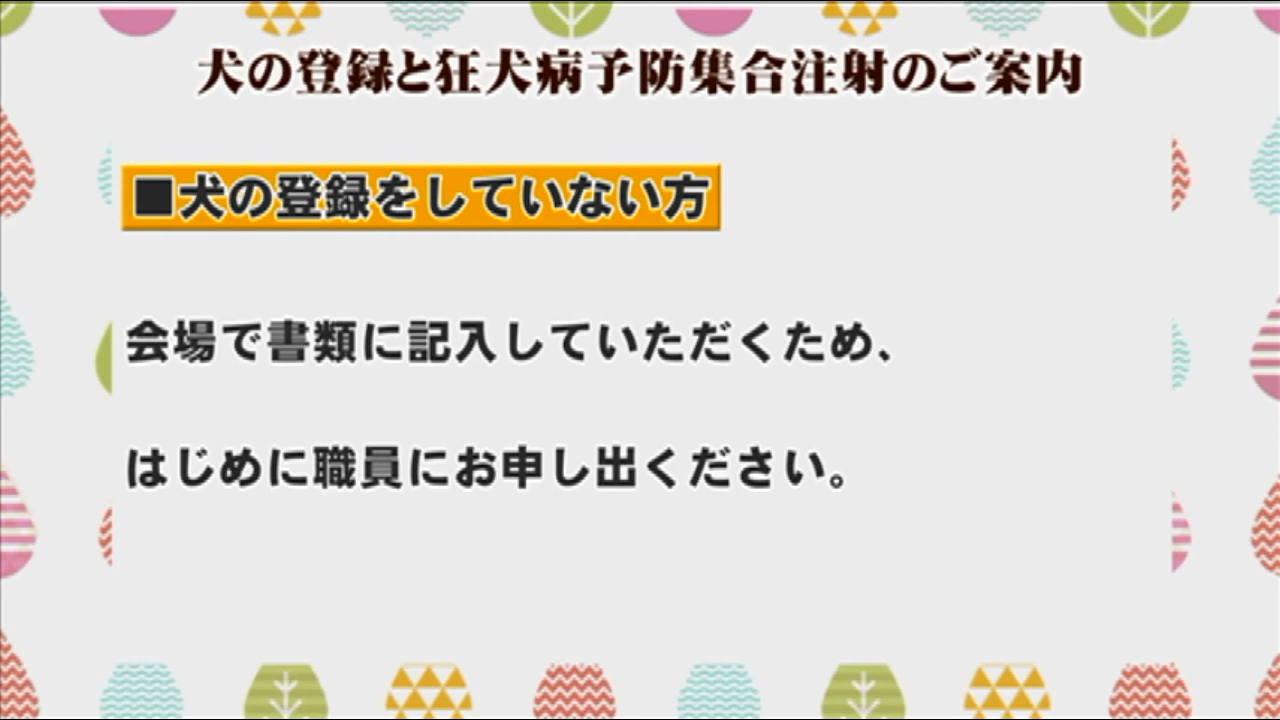 犬の登録と狂犬病予防集合注射のご案内
■犬の登録をしていない方
会場で書類に記入していただくため、
はじめに職員にお申し出ください。